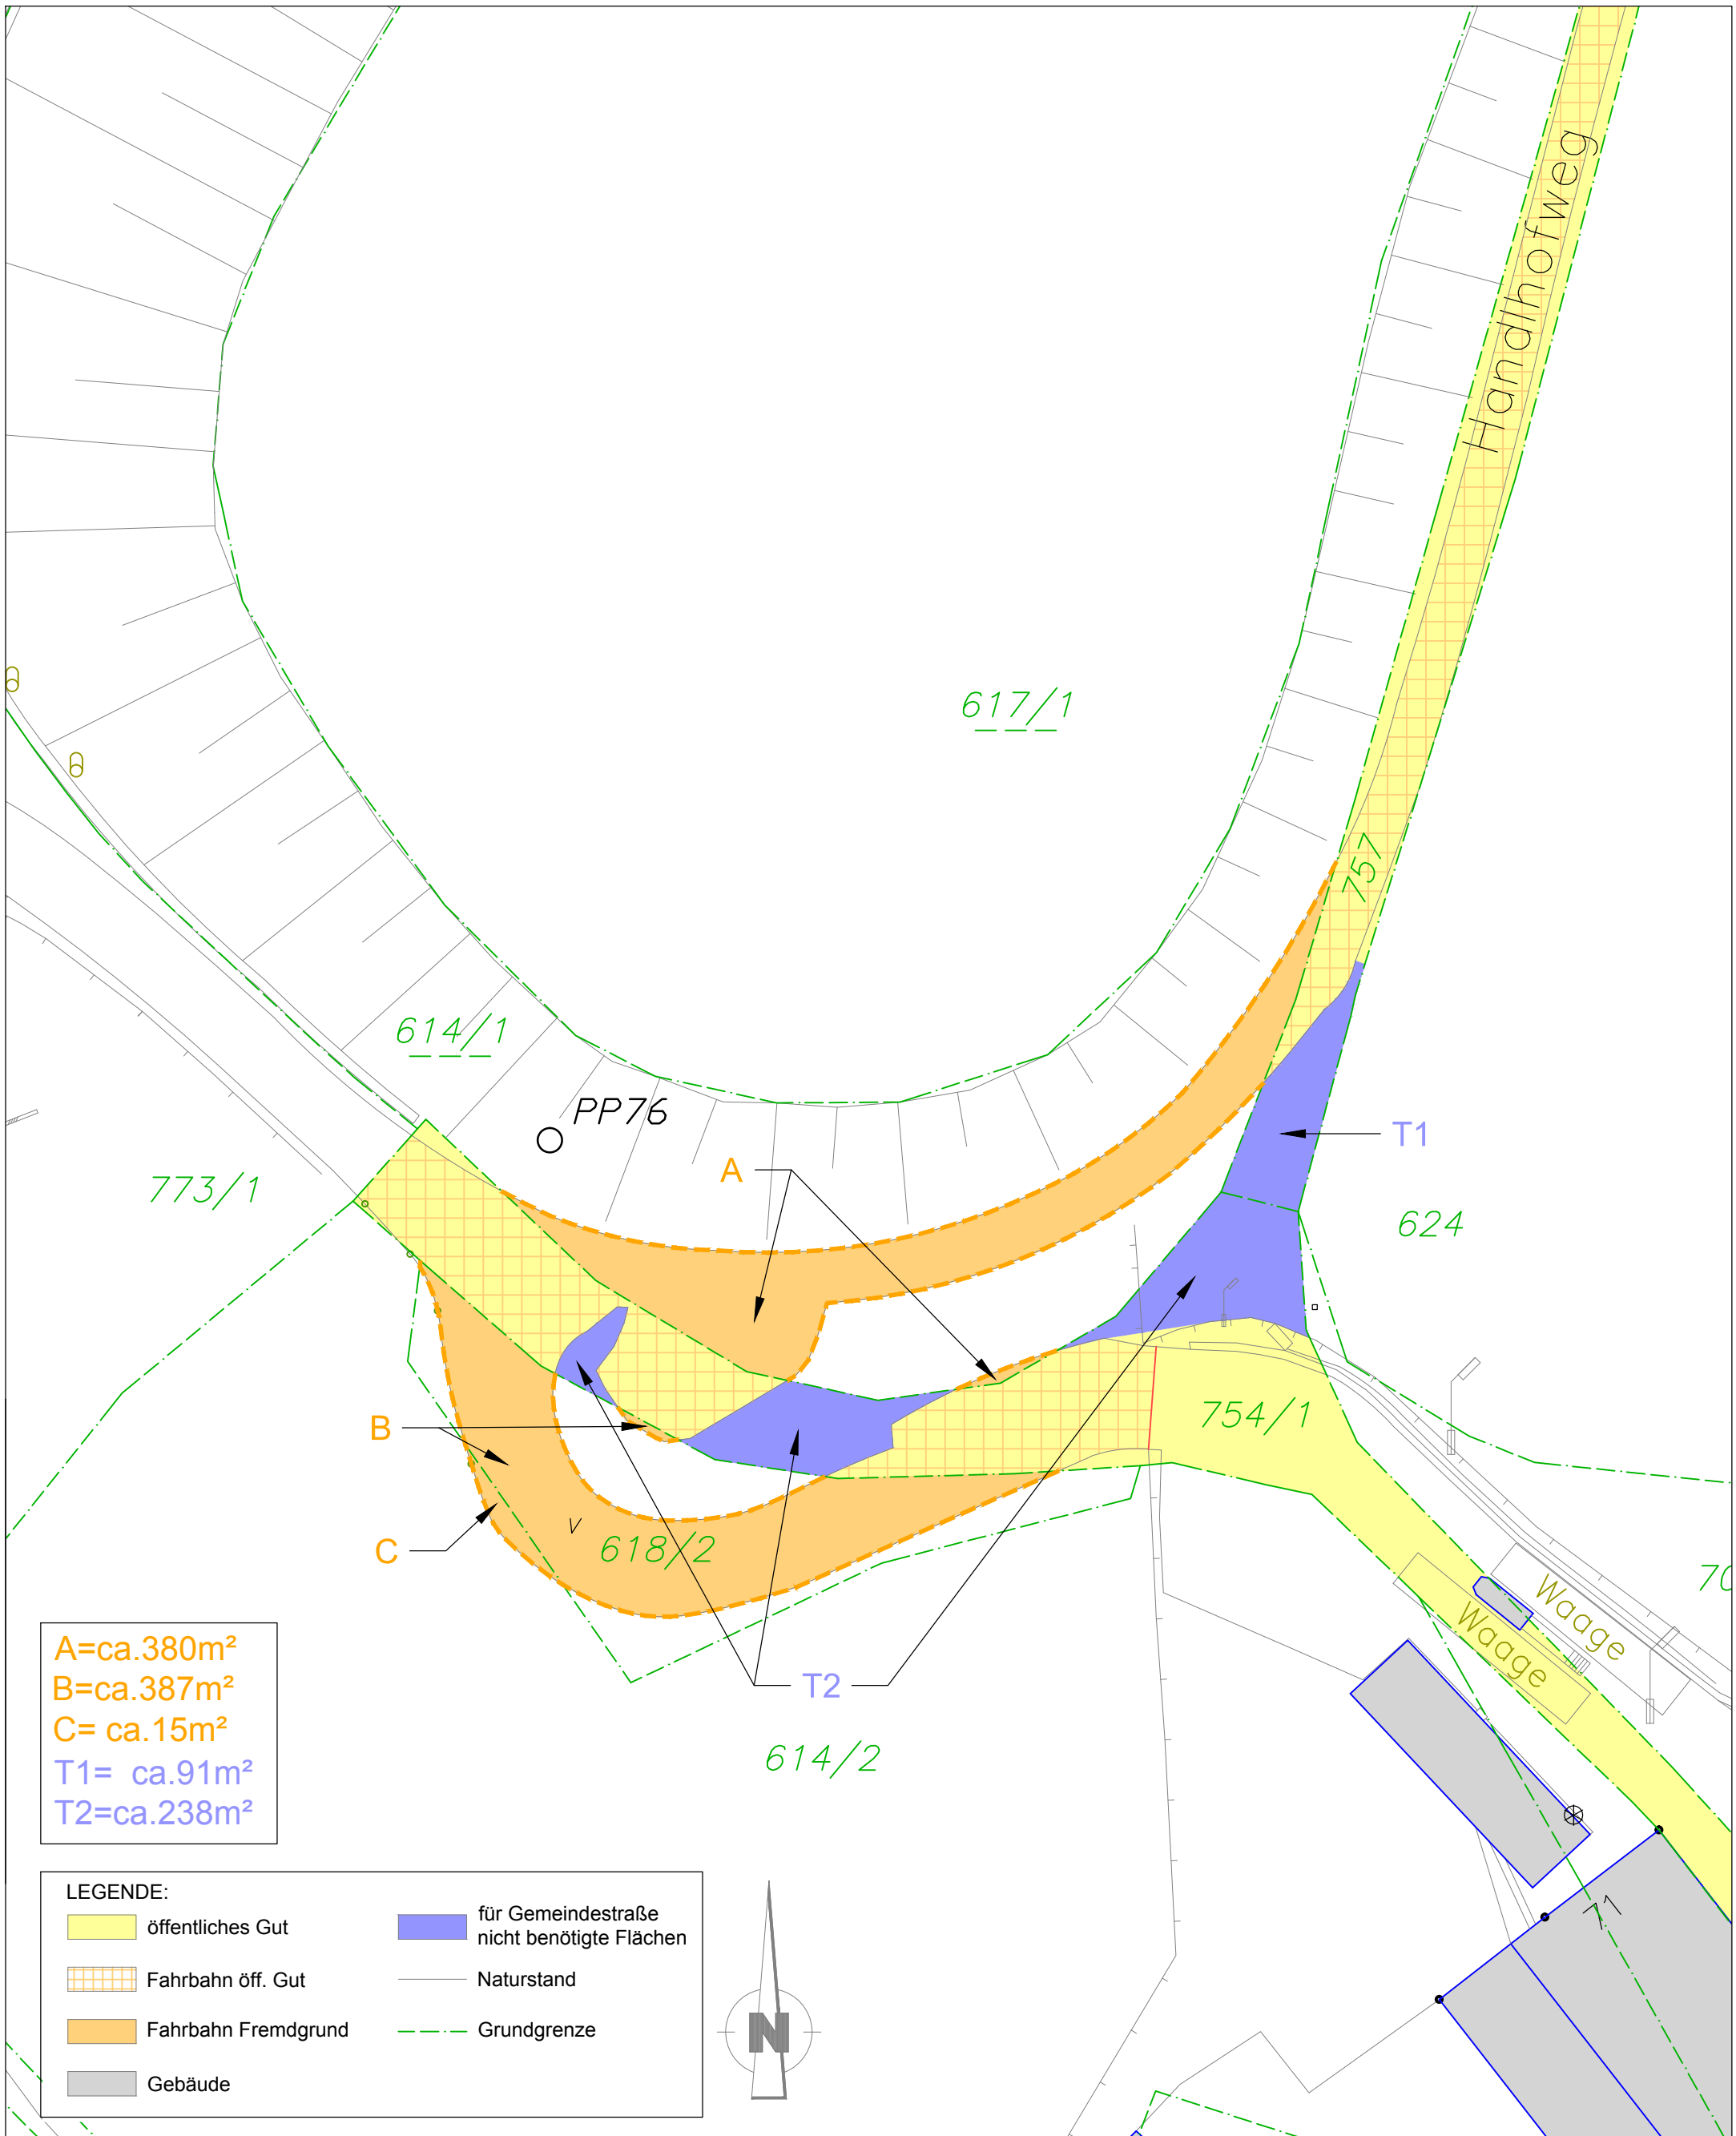 Handlhofweg
617/1
757
614/1
PP76
773/1
A
T1
624
754/1
B
C
618/2
70
Waage
Waage
T2
614/2
A=ca.380m²
B=ca.387m²
C= ca.15m²
T1= ca.91m²
T2=ca.238m²
LEGENDE:
öffentliches Gut
für Gemeindestraße
nicht benötigte Flächen
Fahrbahn öff. Gut
Naturstand
Fahrbahn Fremdgrund
Grundgrenze
Gebäude
N